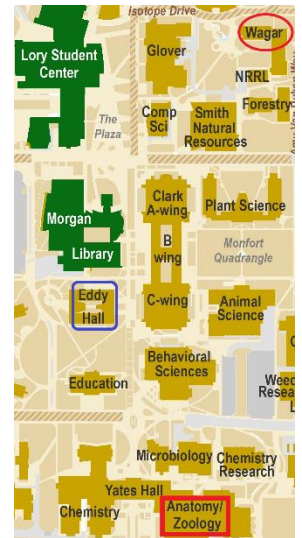 Isotope Drive
Wagar
Glover
Lory Student
Center
NRRL
Forestry
The
Plaza
Comp
Sci
Smith
Natural
Resources
Clark
A-wing
Plant Science
Morgan
Library
B
wing
Monfort
Quadrangle
Eddy
Hall
C-wing
Animal
Science
Behavioral
Sciences
Education
Weed
Resea
L
Microbiology
Chemistry
Research
Yates Hall
Chemistry
Anatomy/
Zoology